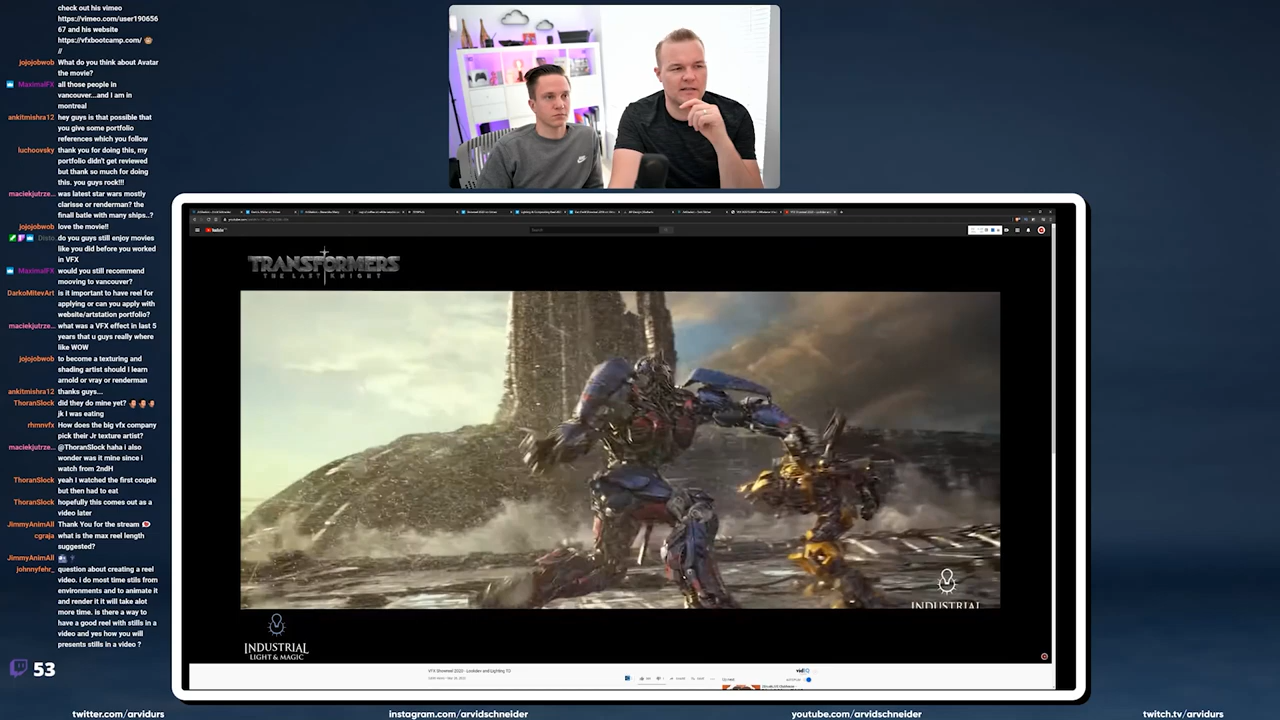 check out his vimeo
https://vimeo.com/user190656
67 and his website
https://vfxbootcamp.com/
//
jojojobwob What do you think about Avatar
the movie?
MaximalFX all those people in
vancouver...and I am in
montreal
ankitmishra12 hey guys is that possible that
you give some portfolio
references which you follow
luchoovsky thank you for doing this, my
portfolio didn't get reviewed
but thank so much for doing
this. you guys rock!!!
maciekjutrze... was latest star wars mostly
clarise or renderman? the
finall batle with many ships..?
jojojobwob love the movie!!
Disto.. do you guys still enjoy movies
like you did before you worked
in VFX
MaximalFX would you still recommend
mooving to vancouver?
DarkoMitevArt Is it important to have reel for
applying or can you apply with
website/artstation portfolio?
maciekjutrze... what was a VFX effect in last 5
years that u guys really where
like WOW
jojojobwob to become a texturing and
shading artist should I learn
arnold or vray or renderman
ankitmishra12 thanks guys...
ThoranSlock did they do mine yet?
jk I was eating
rhmnvfx How does the big vfx company
pick their Jr texture artist?
maciekjutrze... @ThoranSlock haha i also
wonder was it mine since i
watch from 2ndH
ThoranSlock yeah I watched the first couple
but then had to eat
ThoranSlock hopefully this comes out as a
video later
JimmyAnimAll Thank You for the stream
cgraja what is the max reel length
suggested?
JimmyAnimAll
johnnyfehr_ question about creating a reel
video. i do most time stils from
environments and to animate it
and render it it will take alot
more time. is there a way to
have a good reel with stills in a
video and yes how you will
presents stills in a video ?
53
YouTube
Search
TRANSFORMERS
THE LAST KNIGHT
INDUSTRIAL
INDUSTRIAL
LIGHT & MAGIC
VFX Showreel 2020 - Lookdev and Lighting TD
vidIQ
twitter.com/arvidurs
instagram.com/arvidschneider
youtube.com/arvidschneider
twitch.tv/arvidurs